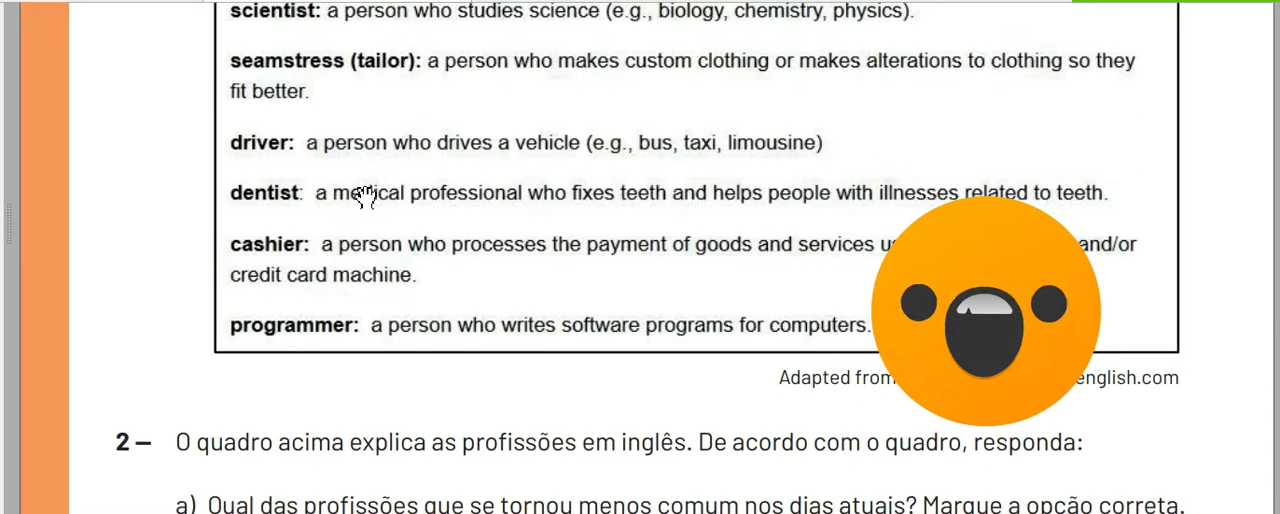 scientist: a person who studies science (e.g., biology, chemistry, physics).
seamstress (tailor): a person who makes custom clothing or makes alterations to clothing so they
fit better.
driver: a person who drives a vehicle (e.g., bus, taxi, limousine)
dentist: a medical professional who fixes teeth and helps people with illnesses related to teeth.
cashier: a person who processes the payment of goods and services and/or
credit card machine.
programmer: a person who writes software programs for computers.
Adapted from english.com
2 – O quadro acima explica as profissões em inglês. De acordo com o quadro, responda:
a) Qual das profissões que se tornou menos comum nos dias atuais? Marque a opção correta.